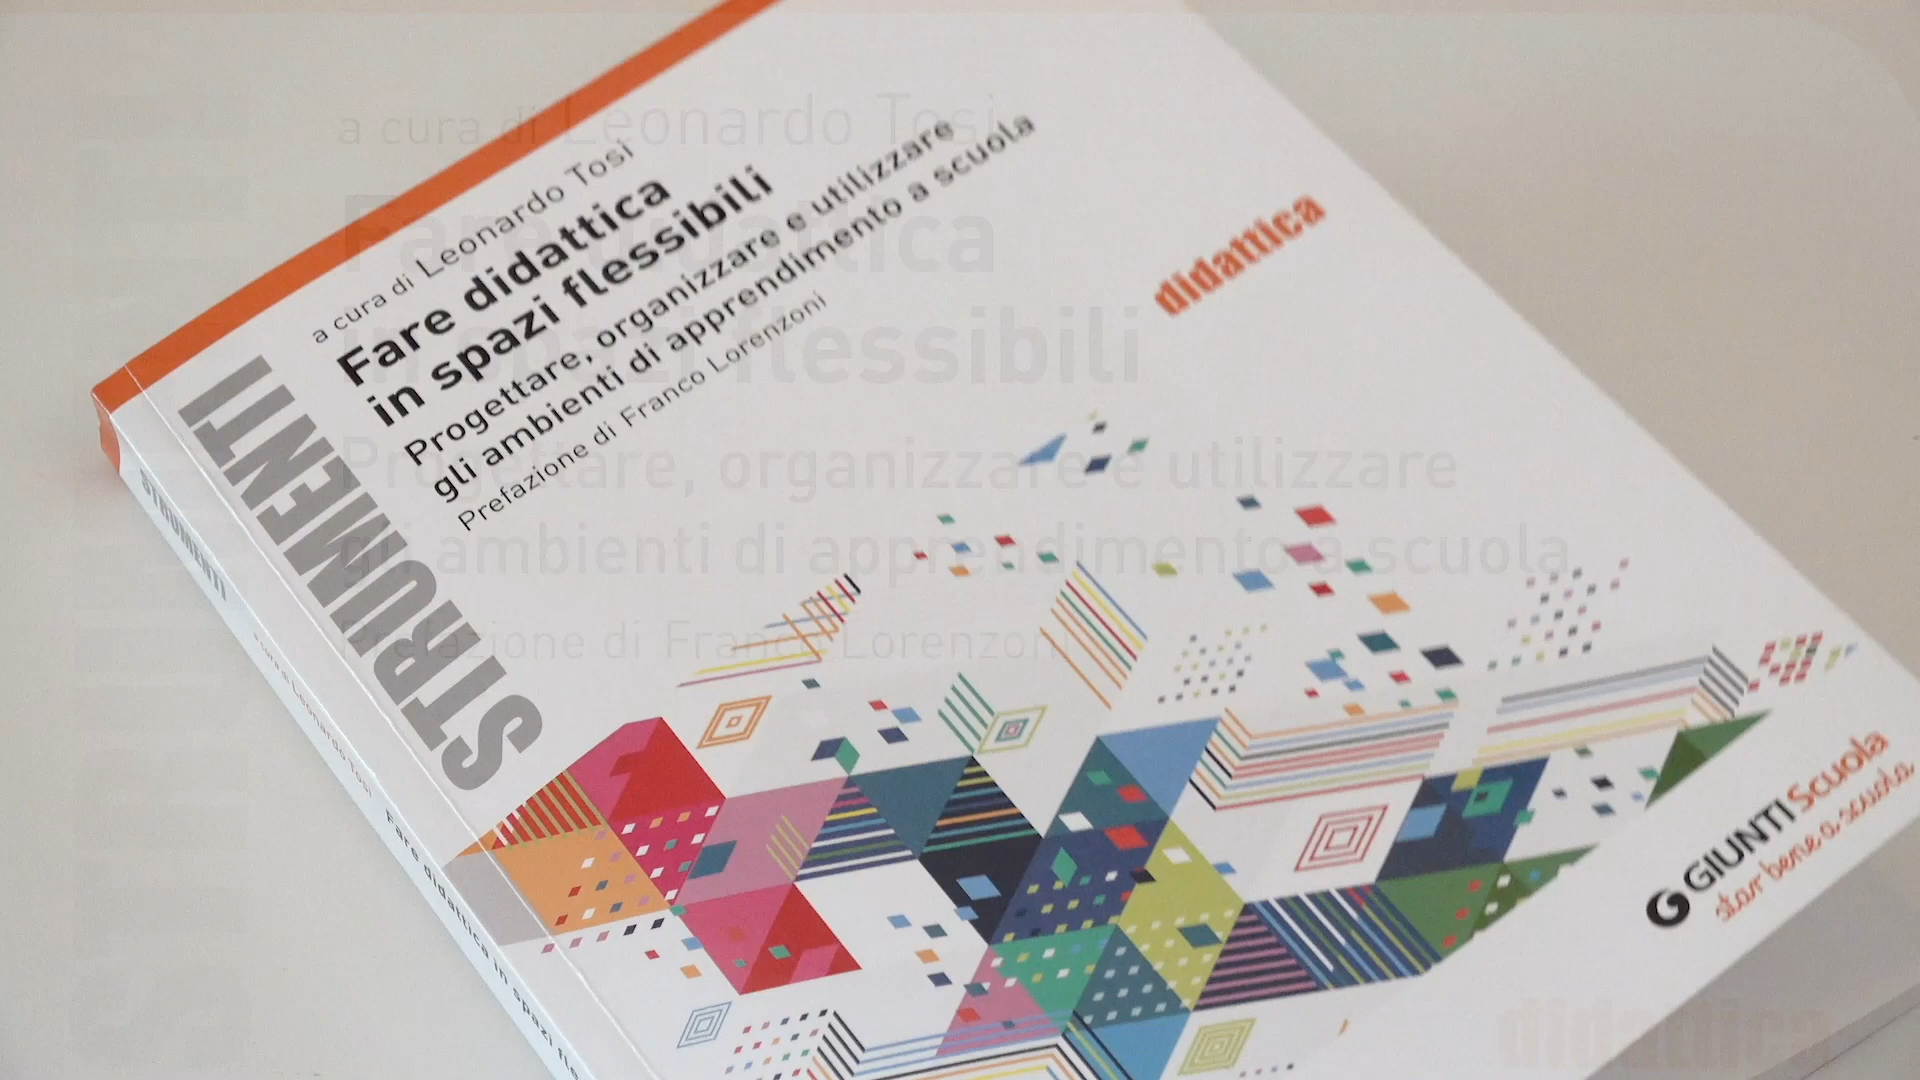 a cura di Leonardo Tosi
Fare didattica
in spazi flessibili
Progettare, organizzare e utilizzare
gli ambienti di apprendimento a scuola
Prefazione di Franco Lorenzoni
didattica
STRUMENTI
GIUNTI Scuola
star bene a scuola
STRUMENTI
a cura di Leonardo Tosi
Fare didattica in spazi fle
a cura di Leonardo Tosi
Fare didattica
in spazi flessibili
Progettare, organizzare e utilizzare
gli ambienti di apprendimento a scuola
Prefazione di Franco Lorenzoni
didattica